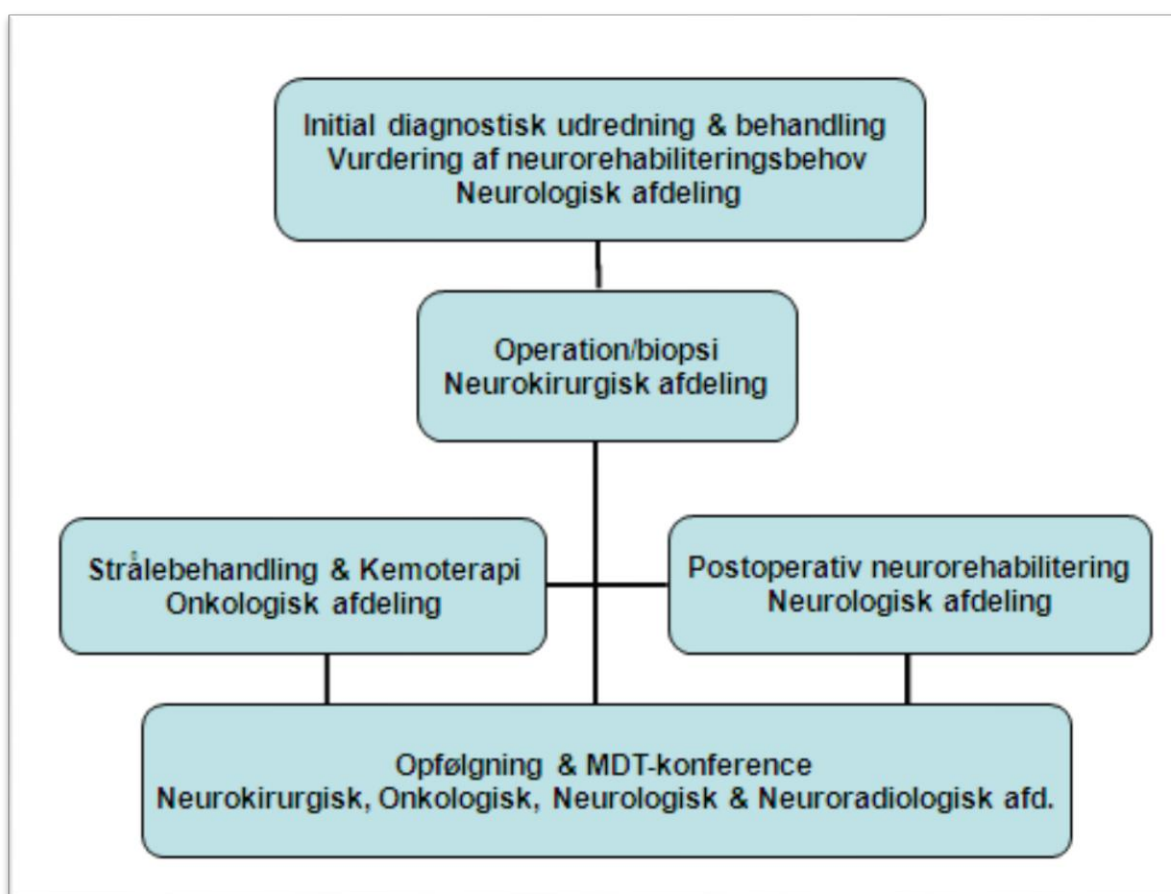 Initial diagnostisk udredning & behandling
Vurdering af neurorehabiliteringsbehov
Neurologisk afdeling
Operation/biopsi
Neurokirurgisk afdeling
Strålebehandling & Kemoterapi
Onkologisk afdeling
Postoperativ neurorehabilitering
Neurologisk afdeling
Opfølgning & MDT-konference
Neurokirurgisk, Onkologisk, Neurologisk & Neuroradiologisk afd.